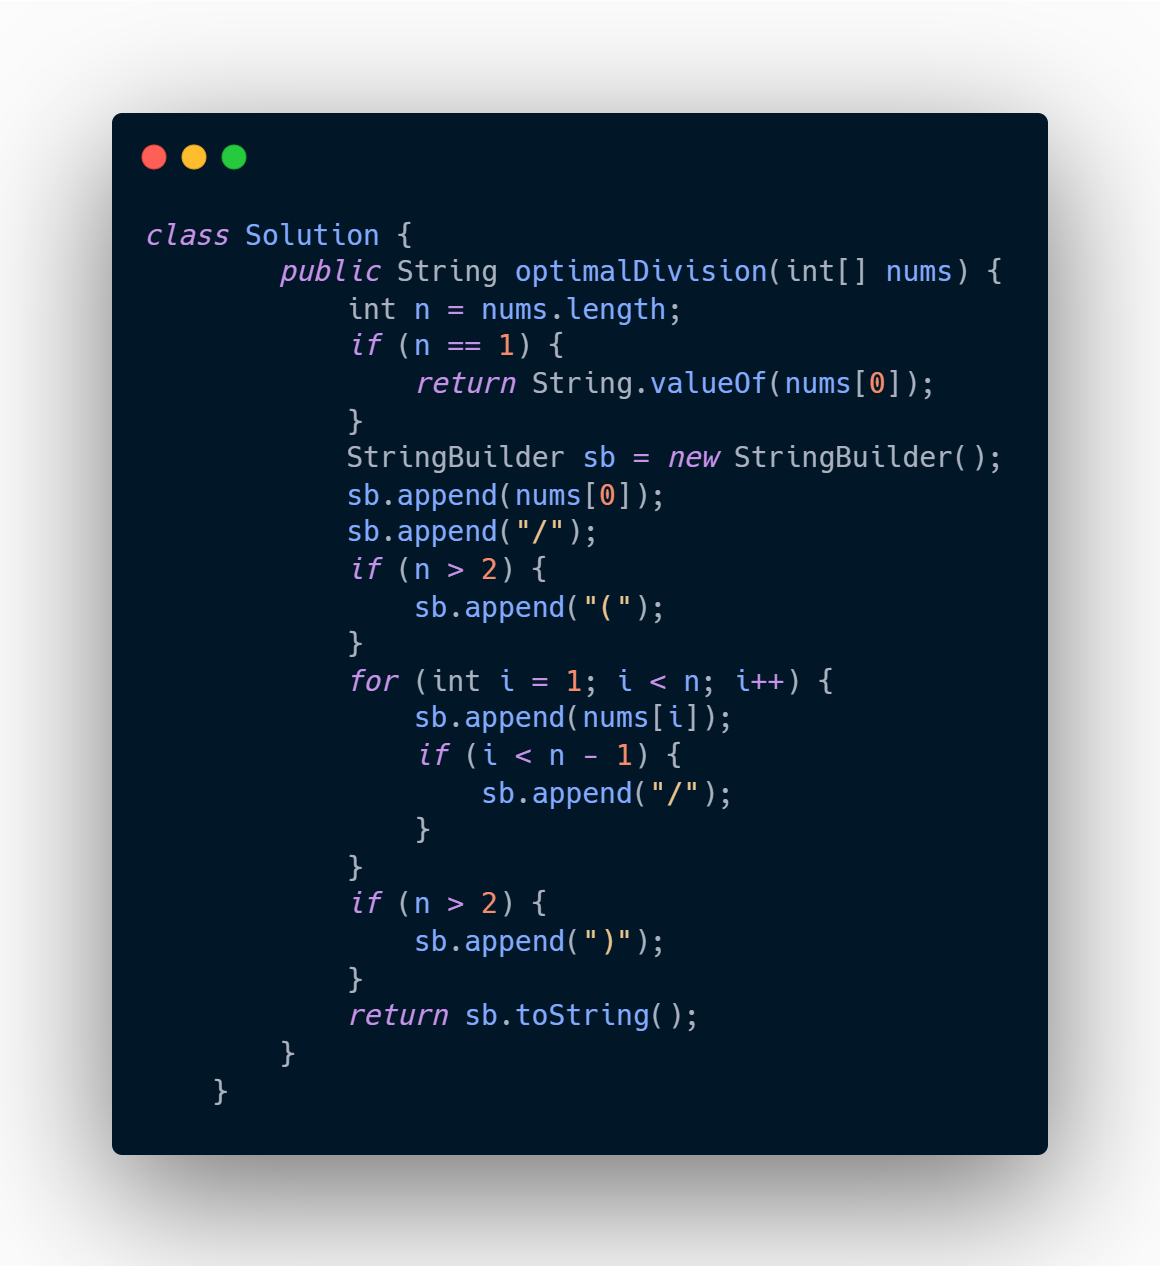 class Solution {
        public String optimalDivision(int[] nums) {
            int n = nums.length;
            if (n == 1) {
                return String.valueOf(nums[0]);
            }
            StringBuilder sb = new StringBuilder();
            sb.append(nums[0]);
            sb.append("/");
            if (n > 2) {
                sb.append("(");
            }
            for (int i = 1; i < n; i++) {
                sb.append(nums[i]);
                if (i < n - 1) {
                    sb.append("/");
                }
            }
            if (n > 2) {
                sb.append(")");
            }
            return sb.toString();
        }
    }